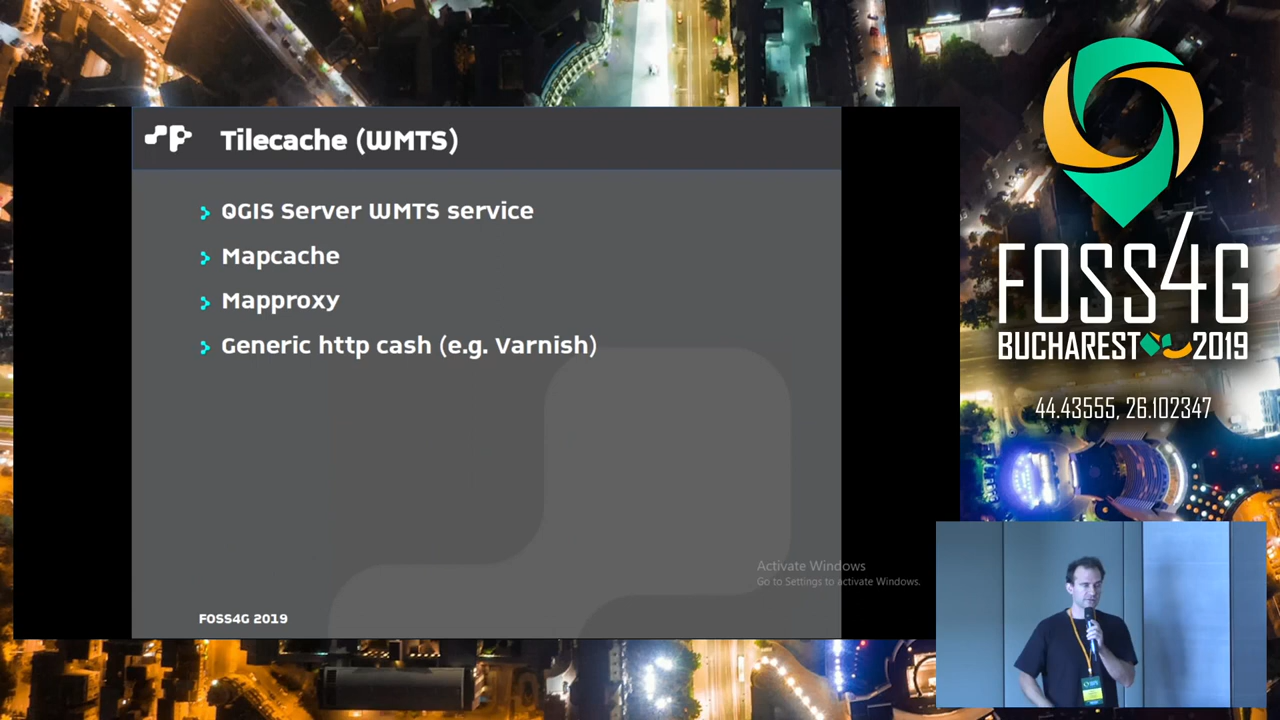 Tilecache (WMTS)
QGIS Server WMTS service
Mapcache
Mapproxy
Generic http cash (e.g. Varnish)
Activate Windows
Go to Settings to activate Windows.
FOSS4G 2019
FOSS4G
BUCHAREST 2019
44.43555, 26.102347